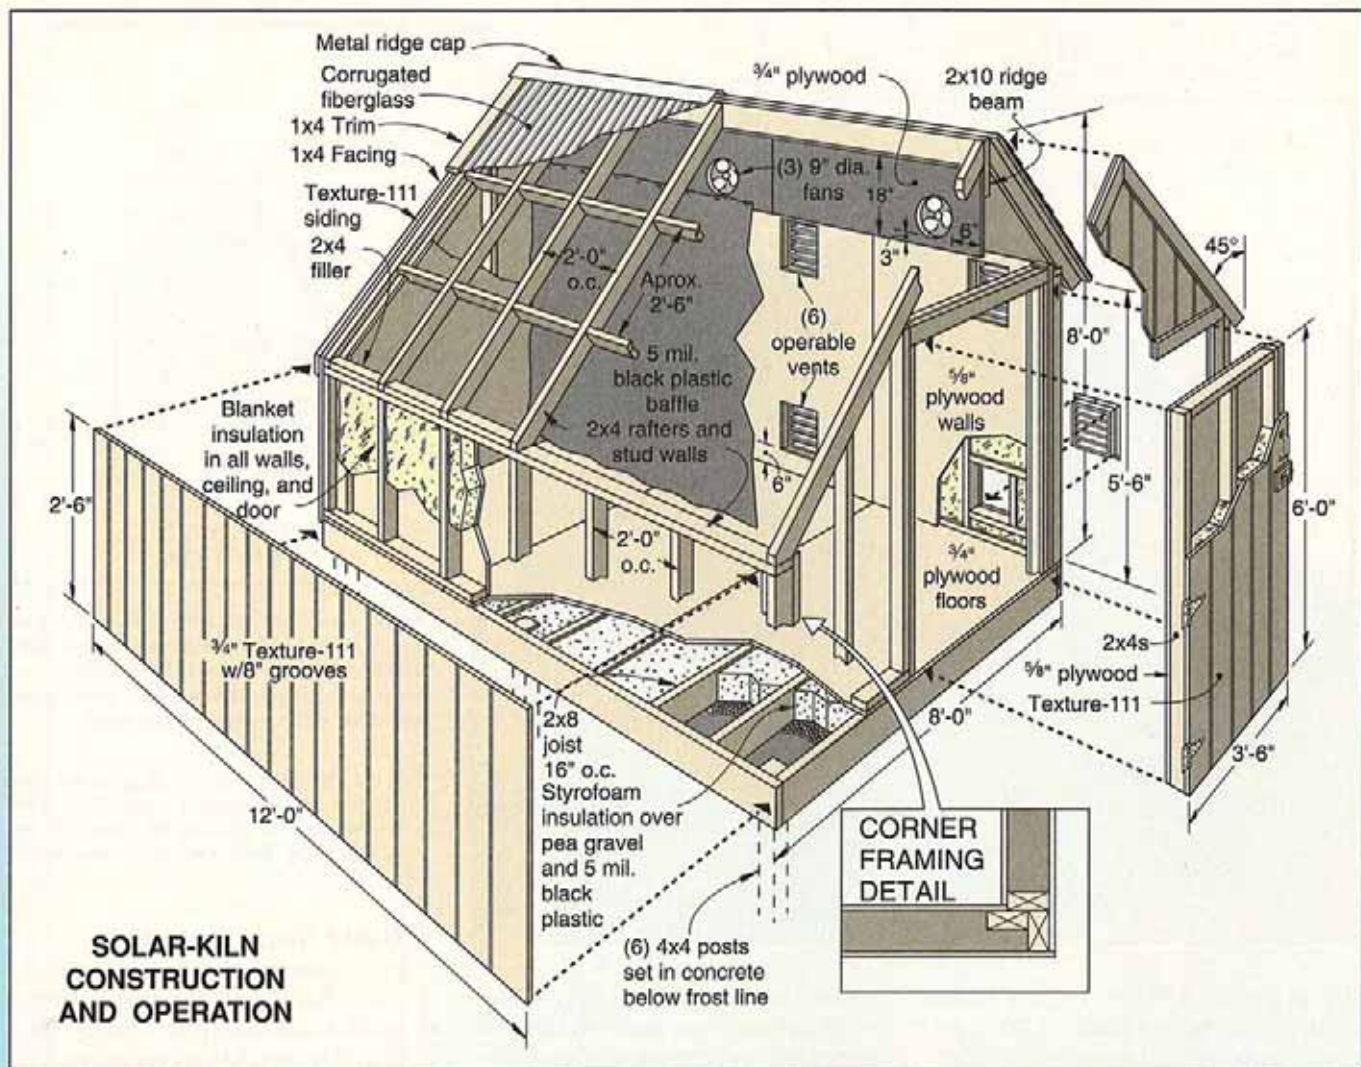 Metal ridge cap
Corrugated
fiberglass
1x4 Trim
1x4 Facing
Texture-111
siding
2x4
filler
¾" plywood
2x10 ridge
beam
(3) 9" dia.
fans
18"
6"
3"
45°
2'-0"
o.c.
Aprox.
2'-6"
(6)
operable
vents
8'-0"
5 mil.
black plastic
baffle
2x4 rafters and
stud walls
⅝"
plywood
walls
Blanket
insulation
in all walls,
ceiling, and
door
2'-6"
6"
5'-6"
6'-0"
2'-0"
o.c.
¾"
plywood
floors
2x4s
⅝" plywood
Texture-111
¾" Texture-111
w/8" grooves
8'-0"
3'-6"
2x8
joist
16" o.c.
Styrofoam
insulation over
pea gravel
and 5 mil.
black
plastic
12'-0"
CORNER
FRAMING
DETAIL
(6) 4x4 posts
set in concrete
below frost line
SOLAR-KILN
CONSTRUCTION
AND OPERATION